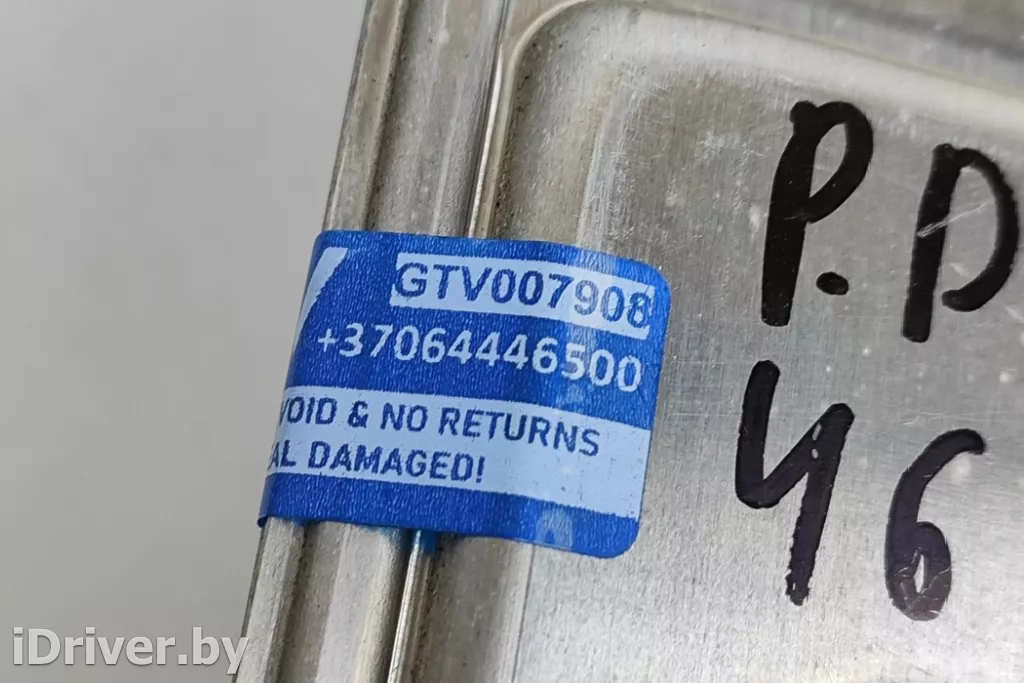 GTV007908
+37064446500
VOID & NO RETURNS
AL DAMAGED!
P.D
46
iDriver.by